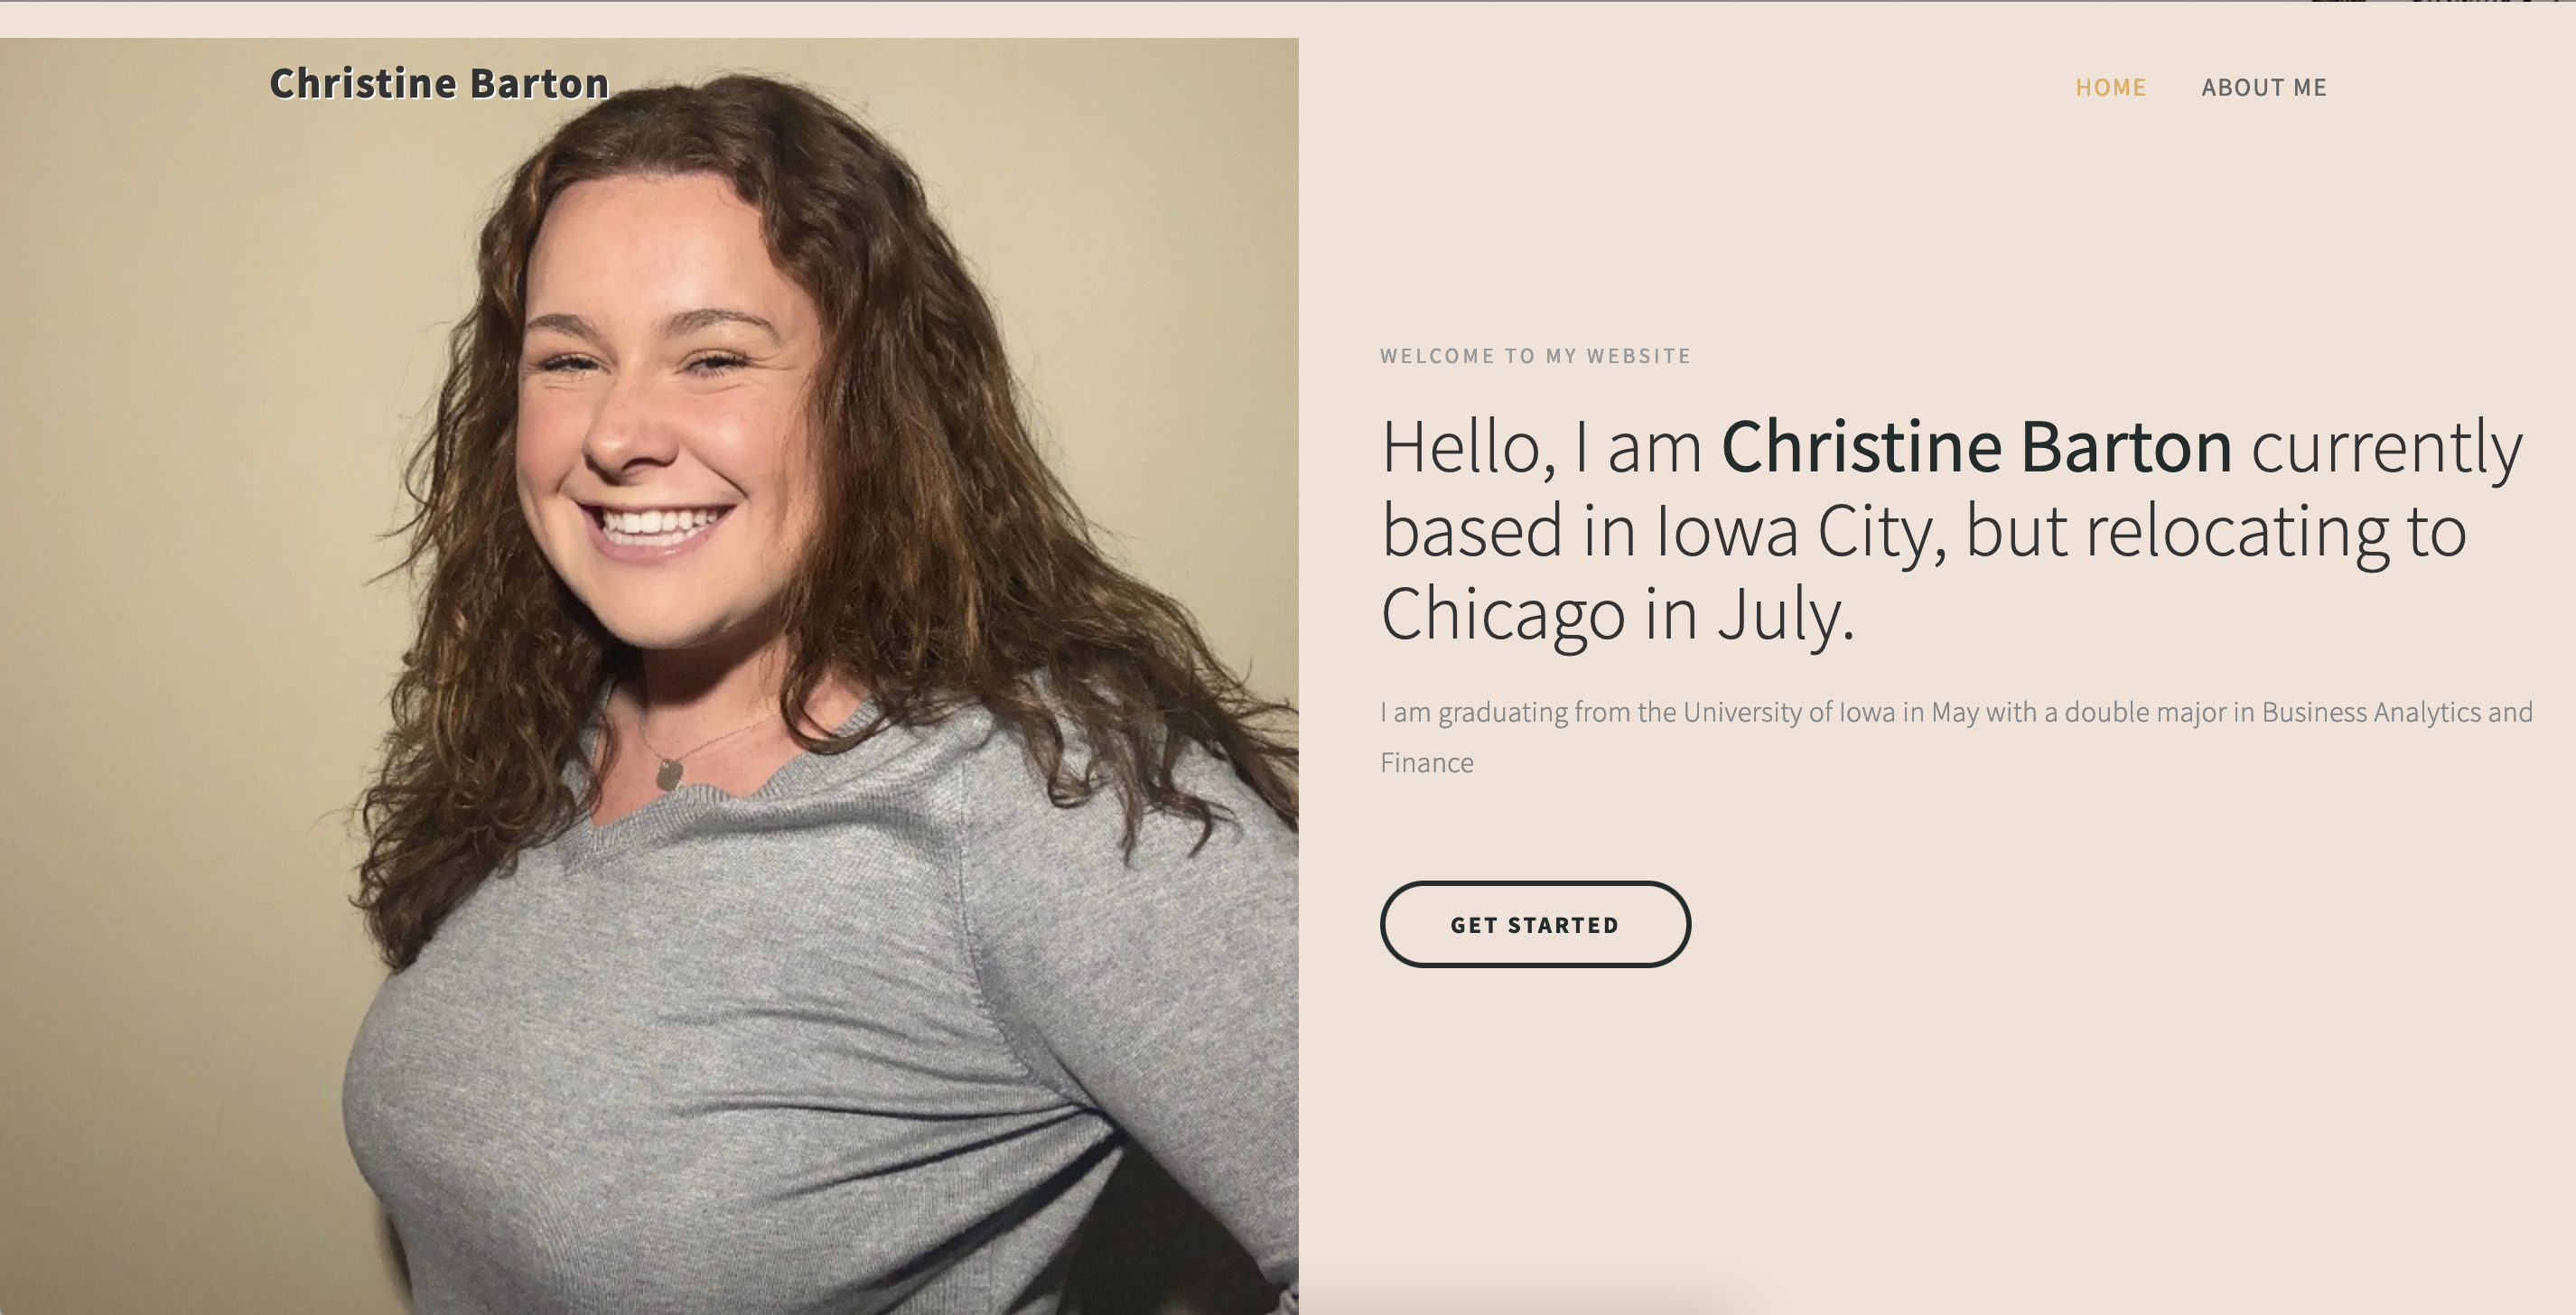 Christine Barton
HOME ABOUT ME
WELCOME TO MY WEBSITE
Hello, I am Christine Barton currently
based in Iowa City, but relocating to
Chicago in July.
I am graduating from the University of Iowa in May with a double major in Business Analytics and
Finance
GET STARTED